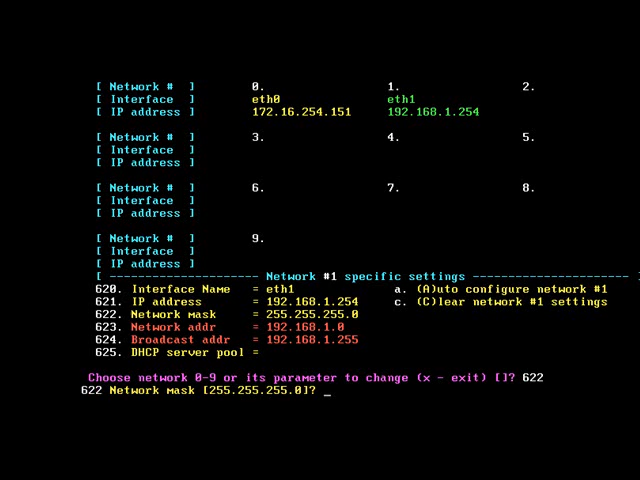 [ Network #  ]        0.                1.                2.
[ Interface  ]        eth0              eth1
[ IP address ]        172.16.254.151    192.168.1.254
[ Network #  ]        3.                4.                5.
[ Interface  ]
[ IP address ]
[ Network #  ]        6.                7.                8.
[ Interface  ]
[ IP address ]
[ Network #  ]        9.
[ Interface  ]
[ IP address ]
[ --------------------- Network #1 specific settings --------------------- ]
620. Interface Name   = eth1            a. (A)uto configure network #1
621. IP address       = 192.168.1.254   c. (C)lear network #1 settings
622. Network mask     = 255.255.255.0
623. Network addr     = 192.168.1.0
624. Broadcast addr   = 192.168.1.255
625. DHCP server pool =
Choose network 0-9 or its parameter to change (x - exit) []? 622
622 Network mask [255.255.255.0]? _